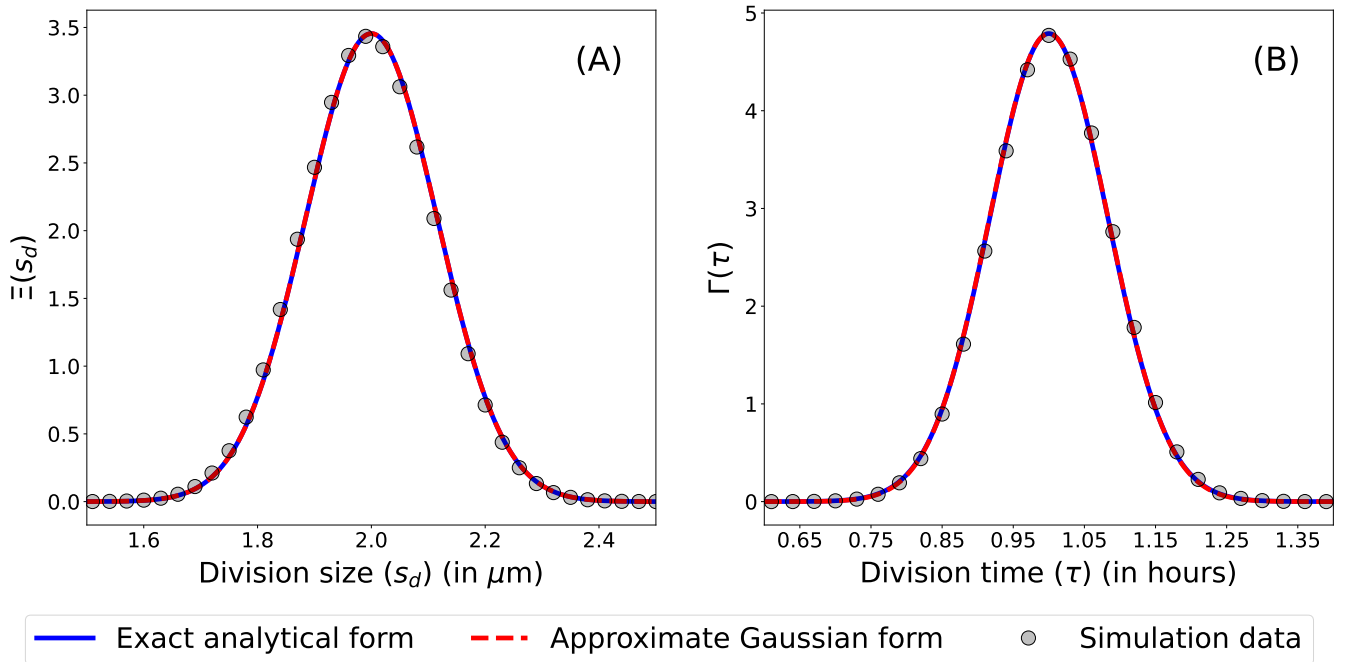 3.5
3.0
2.5
2.0
1.5
1.0
0.5
0.0
Ξ(s_d)
(A)
1.6 1.8 2.0 2.2 2.4
Division size (s_d) (in μm)
5
4
3
2
1
0
Γ(τ)
(B)
0.65 0.75 0.85 0.95 1.05 1.15 1.25 1.35
Division time (τ) (in hours)
Exact analytical form Approximate Gaussian form Simulation data